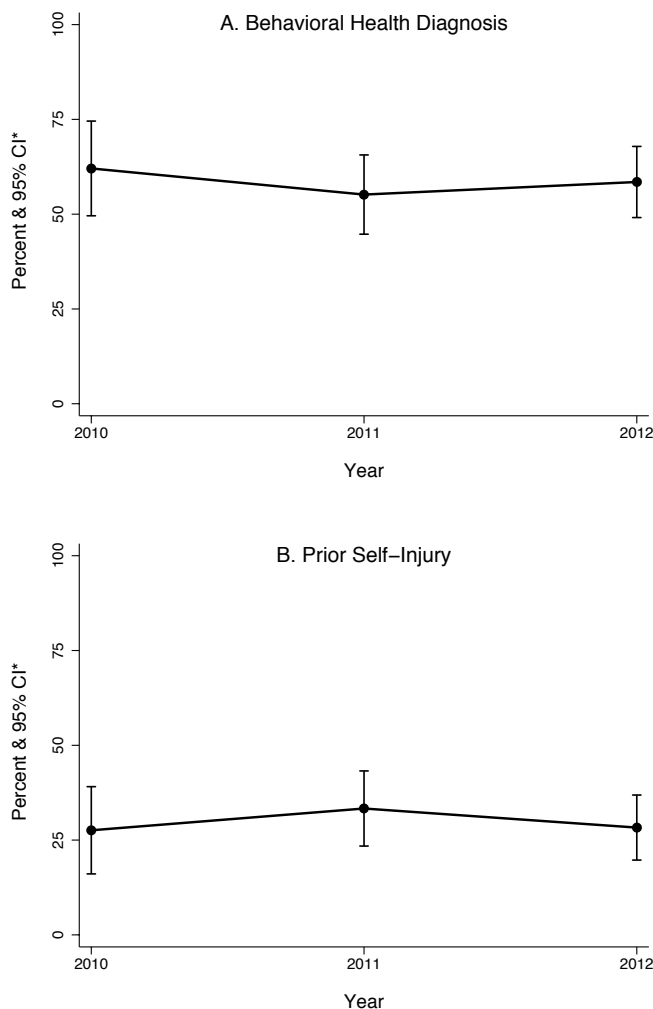 A. Behavioral Health Diagnosis
Percent & 95% CI*
100
75
50
25
0
2010
2011
2012
Year
B. Prior Self−Injury
Percent & 95% CI*
100
75
50
25
0
2010
2011
2012
Year